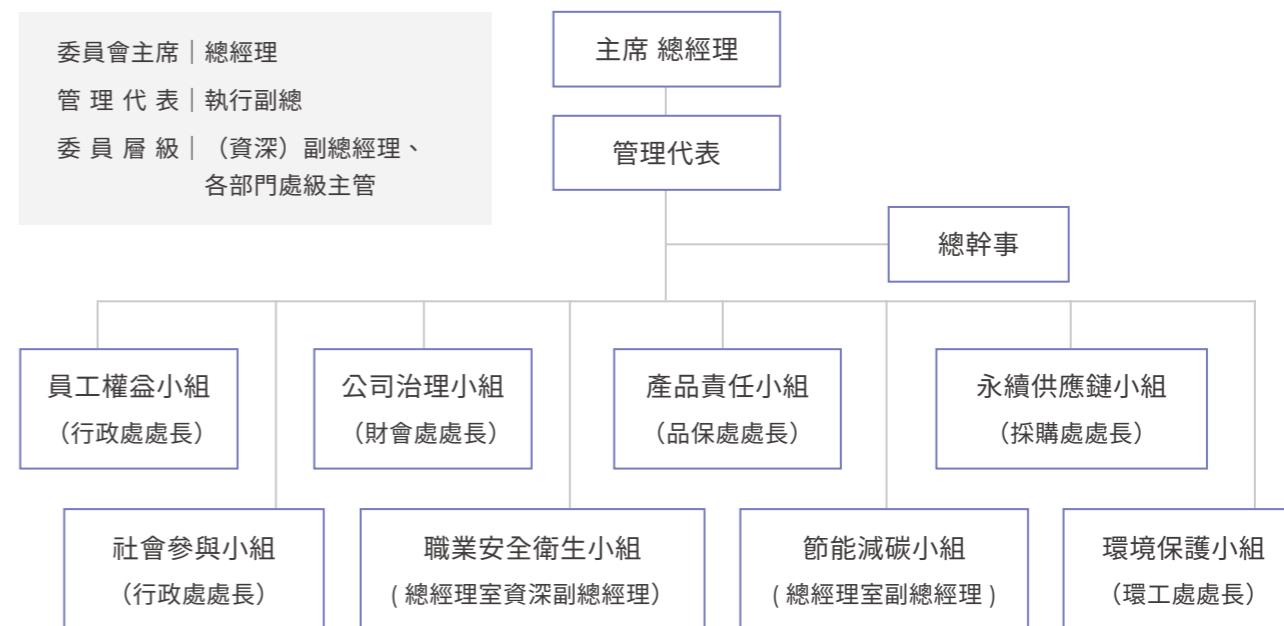 委員會主席｜總經理
管理代表｜執行副總
委員層級｜（資深）副總經理、
各部門處級主管
主席 總經理
管理代表
總幹事
員工權益小組
（行政處處長）
公司治理小組
（財會處處長）
產品責任小組
（品保處處長）
永續供應鏈小組
（採購處處長）
社會參與小組
（行政處處長）
職業安全衛生小組
( 總經理室資深副總經理）
節能減碳小組
( 總經理室副總經理 )
環境保護小組
（環工處處長）